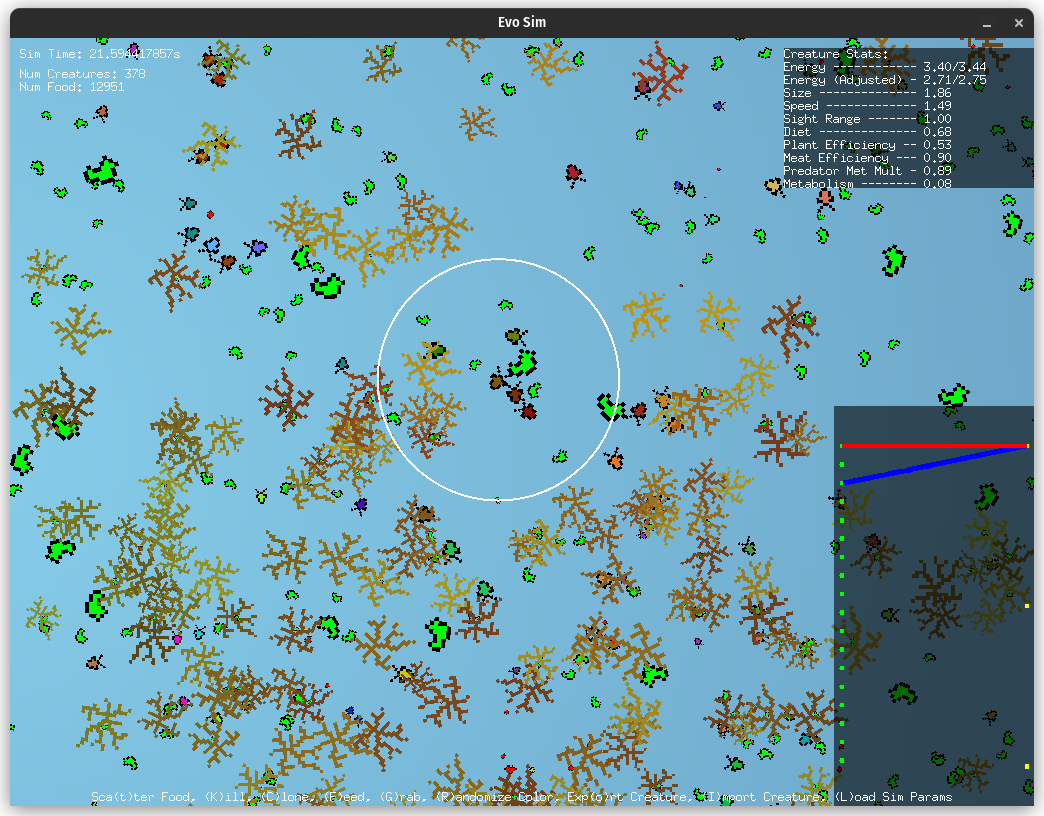 Evo Sim
Sim Time: 21.594417857s
Num Creatures: 378
Num Food: 12951
Creature Stats:
Energy ------------ 3.40/3.44
Energy (Adjusted) - 2.71/2.75
Size -------------- 1.86
Speed ------------- 1.49
Sight Range ------- 1.00
Diet -------------- 0.68
Plant Efficiency -- 0.53
Meat Efficiency --- 0.90
Predator Met Mult - 0.89
Metabolism -------- 0.08
Sca(t)ter Food, (K)ill, (C)lone, (F)eed, (G)rab, (R)andomize Color, Exp(o)rt Creature, (I)mport Creature, (L)oad Sim Params